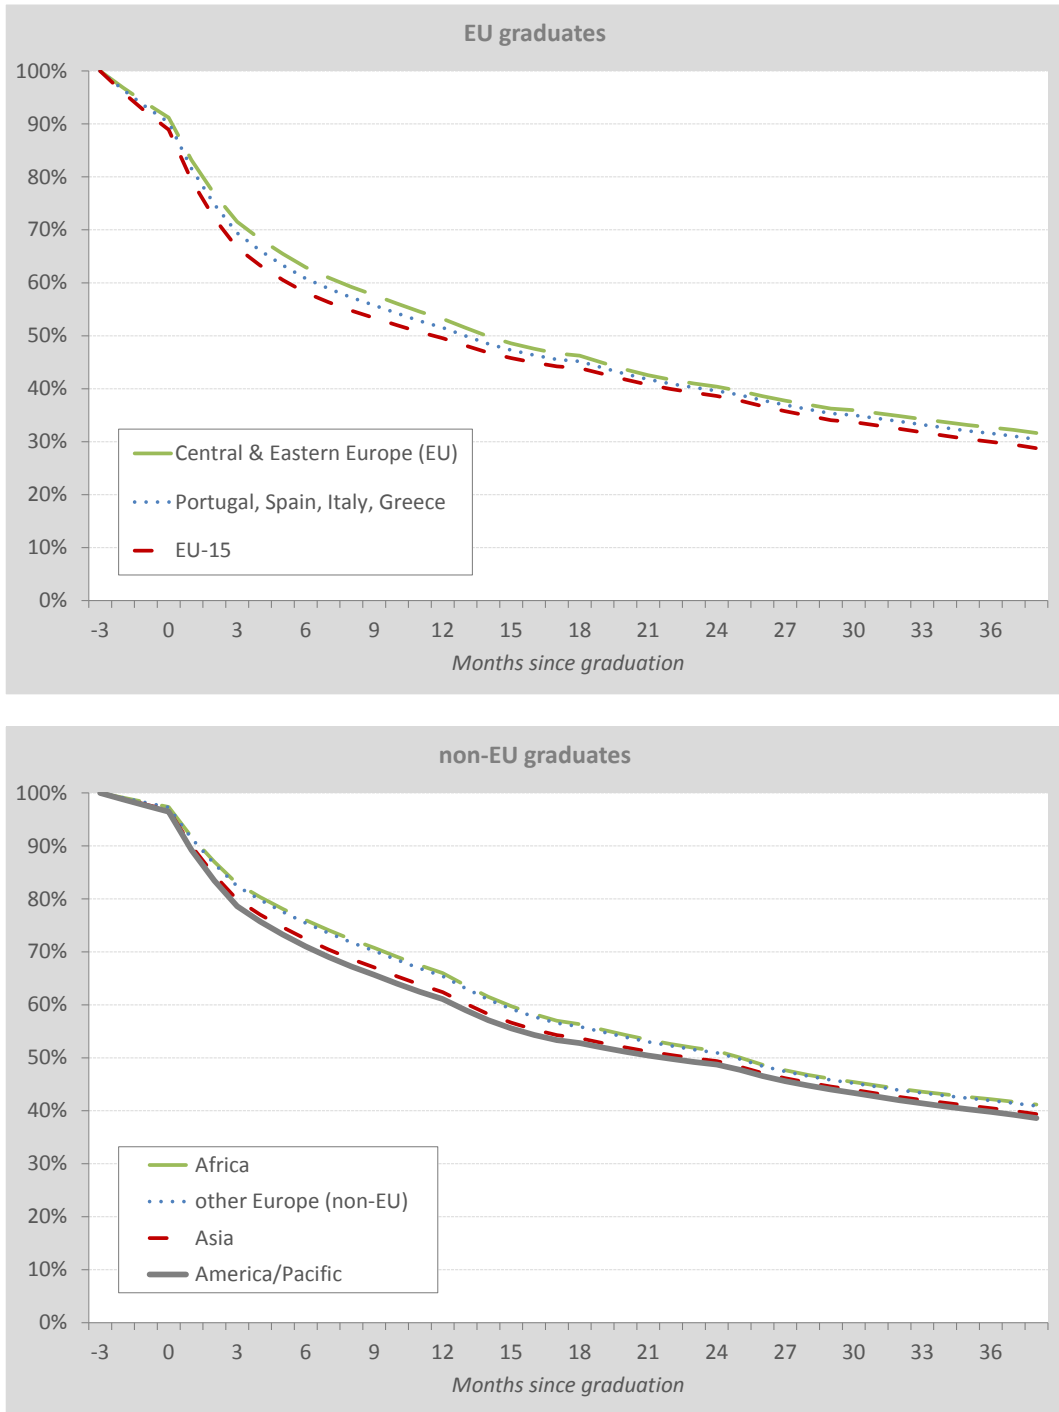 EU graduates
100%
90%
80%
70%
60%
50%
40%
30%
20%
10%
0%
Central & Eastern Europe (EU)
Portugal, Spain, Italy, Greece
EU-15
-3 0 3 6 9 12 15 18 21 24 27 30 33 36
Months since graduation
non-EU graduates
100%
90%
80%
70%
60%
50%
40%
30%
20%
10%
0%
Africa
other Europe (non-EU)
Asia
America/Pacific
-3 0 3 6 9 12 15 18 21 24 27 30 33 36
Months since graduation